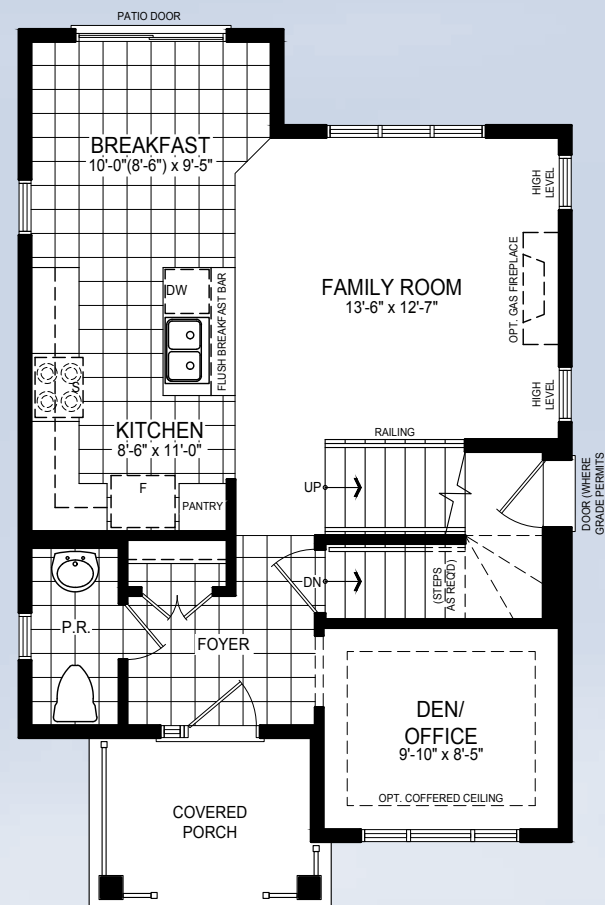 PATIO DOOR
BREAKFAST
10'-0"(8'-6") x 9'-5"
HIGH
LEVEL
DW
FLUSH BREAKFAST BAR
FAMILY ROOM
13'-6" x 12'-7"
OPT. GAS FIREPLACE
S
HIGH
LEVEL
KITCHEN
8'-6" x 11'-0"
RAILING
F
PANTRY
UP
DOOR (WHERE
GRADE PERMITS
DN
(STEPS
AS REQ'D)
P.R.
FOYER
DEN/
OFFICE
9'-10" x 8'-5"
OPT. COFFERED CEILING
COVERED
PORCH